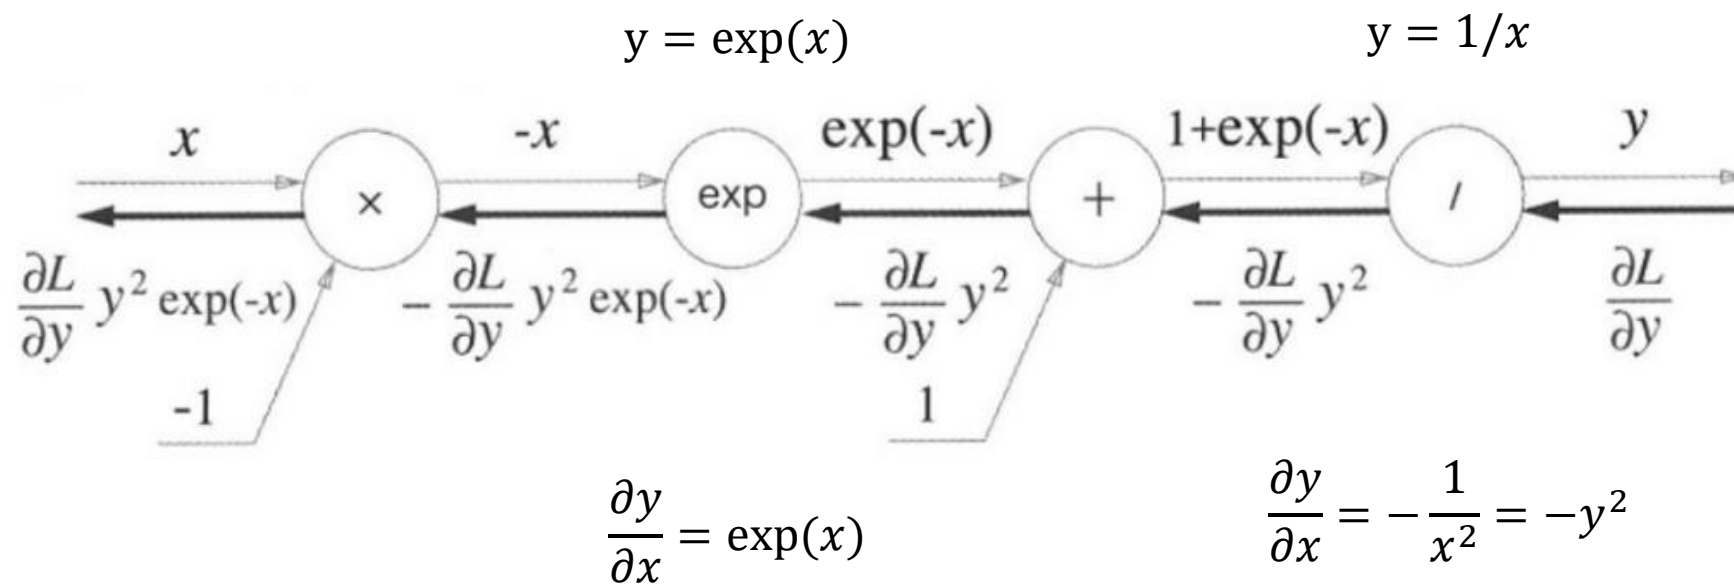 y = exp(x) y = 1/x
x -x exp(-x) 1+exp(-x) y
× exp + /
∂L/∂y y² exp(-x) - ∂L/∂y y² exp(-x) - ∂L/∂y y² - ∂L/∂y y² ∂L/∂y
-1 1
∂y/∂x = exp(x) ∂y/∂x = -1/x² = -y²